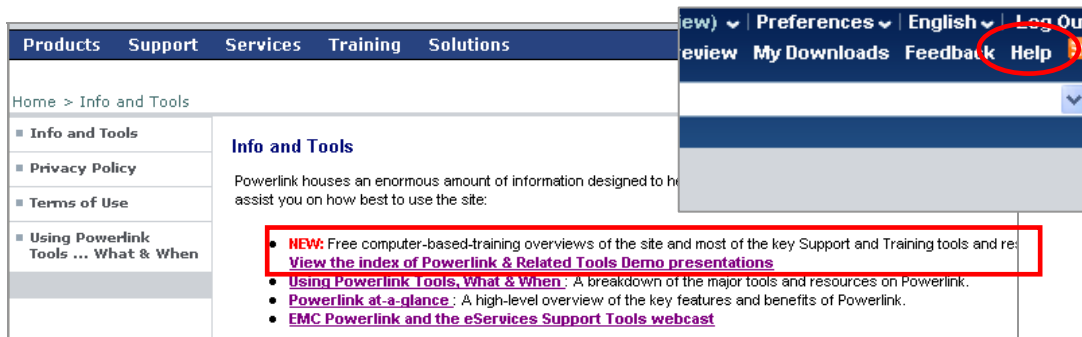 Products Support Services Training Solutions
Home > Info and Tools
Info and Tools
Privacy Policy
Terms of Use
Using Powerlink
Tools ... What & When
Info and Tools
Powerlink houses an enormous amount of information designed to
assist you on how best to use the site:
NEW: Free computer-based-training overviews of the site and most of the key Support and Training tools and
View the index of Powerlink & Related Tools Demo presentations
Using Powerlink Tools, What & When : A breakdown of the major tools and resources on Powerlink.
Powerlink at-a-glance : A high-level overview of the key features and benefits of Powerlink.
EMC Powerlink and the eServices Support Tools webcast
iew) | Preferences | English | Log Ou
eview My Downloads Feedback Help